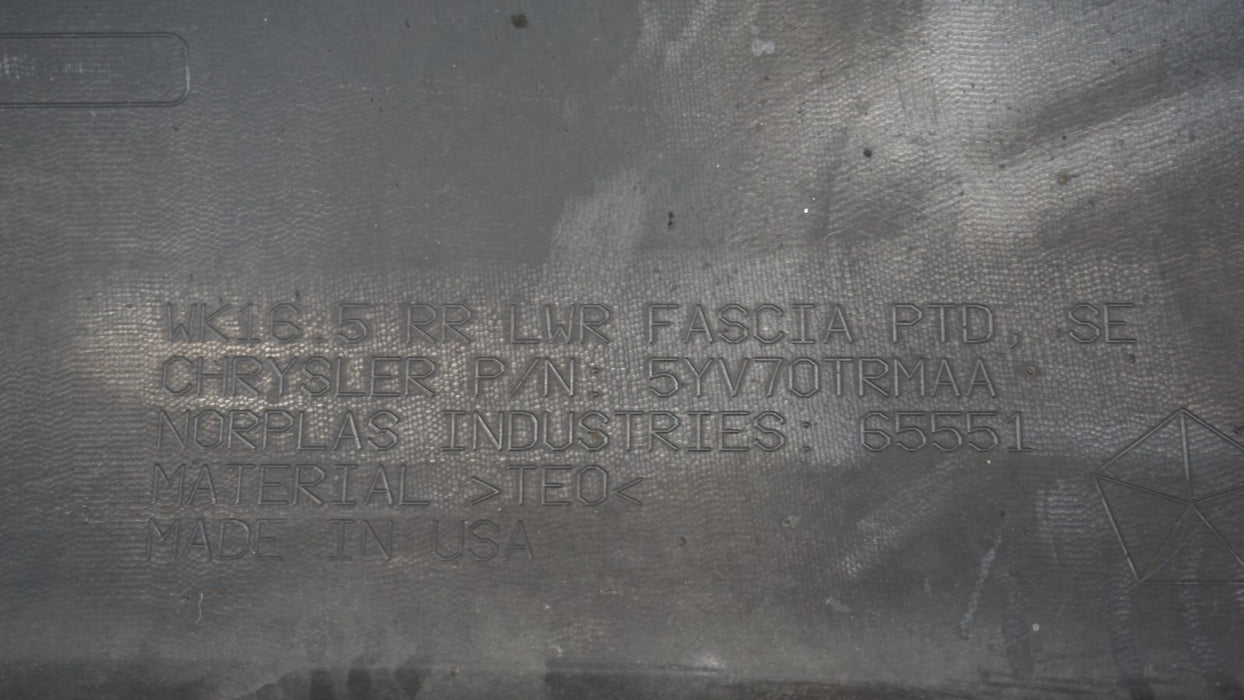 WK16.5 RR LWR FASCIA PTD, SE
CHRYSLER P/N: 5YV70TRMAA
NORPLAS INDUSTRIES: 65551
MATERIAL >TEO<
MADE IN USA